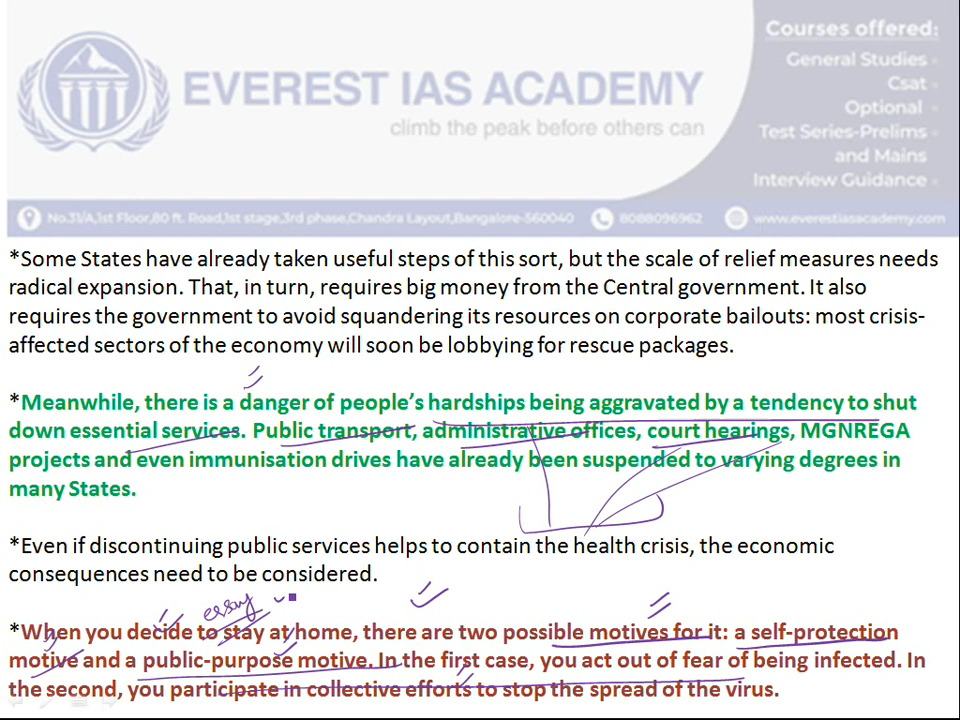 EVEREST IAS ACADEMY
climb the peak before others can
Courses offered:
General Studies
Csat
Optional
Test Series-Prelims
and Mains
Interview Guidance
No.31/A,1st Floor,80 ft. Road,1st stage,3rd phase,Chandra Layout,Bangalore-560040 8088096962 www.everestiasacademy.com
*Some States have already taken useful steps of this sort, but the scale of relief measures needs
radical expansion. That, in turn, requires big money from the Central government. It also
requires the government to avoid squandering its resources on corporate bailouts: most crisis-
affected sectors of the economy will soon be lobbying for rescue packages.
*Meanwhile, there is a danger of people’s hardships being aggravated by a tendency to shut
down essential services. Public transport, administrative offices, court hearings, MGNREGA
projects and even immunisation drives have already been suspended to varying degrees in
many States.
*Even if discontinuing public services helps to contain the health crisis, the economic
consequences need to be considered.
essay
*When you decide to stay at home, there are two possible motives for it: a self-protection
motive and a public-purpose motive. In the first case, you act out of fear of being infected. In
the second, you participate in collective efforts to stop the spread of the virus.